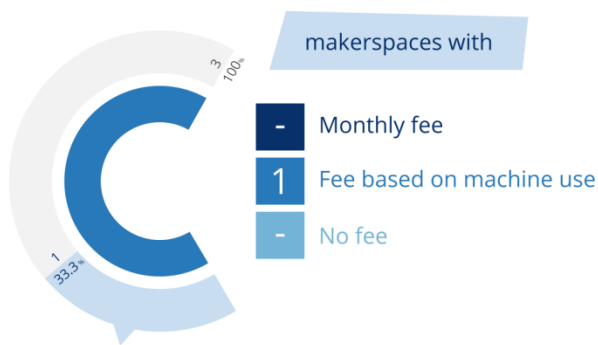 makerspaces with
3
100%
- Monthly fee
1 Fee based on machine use
- No fee
1
33.3%